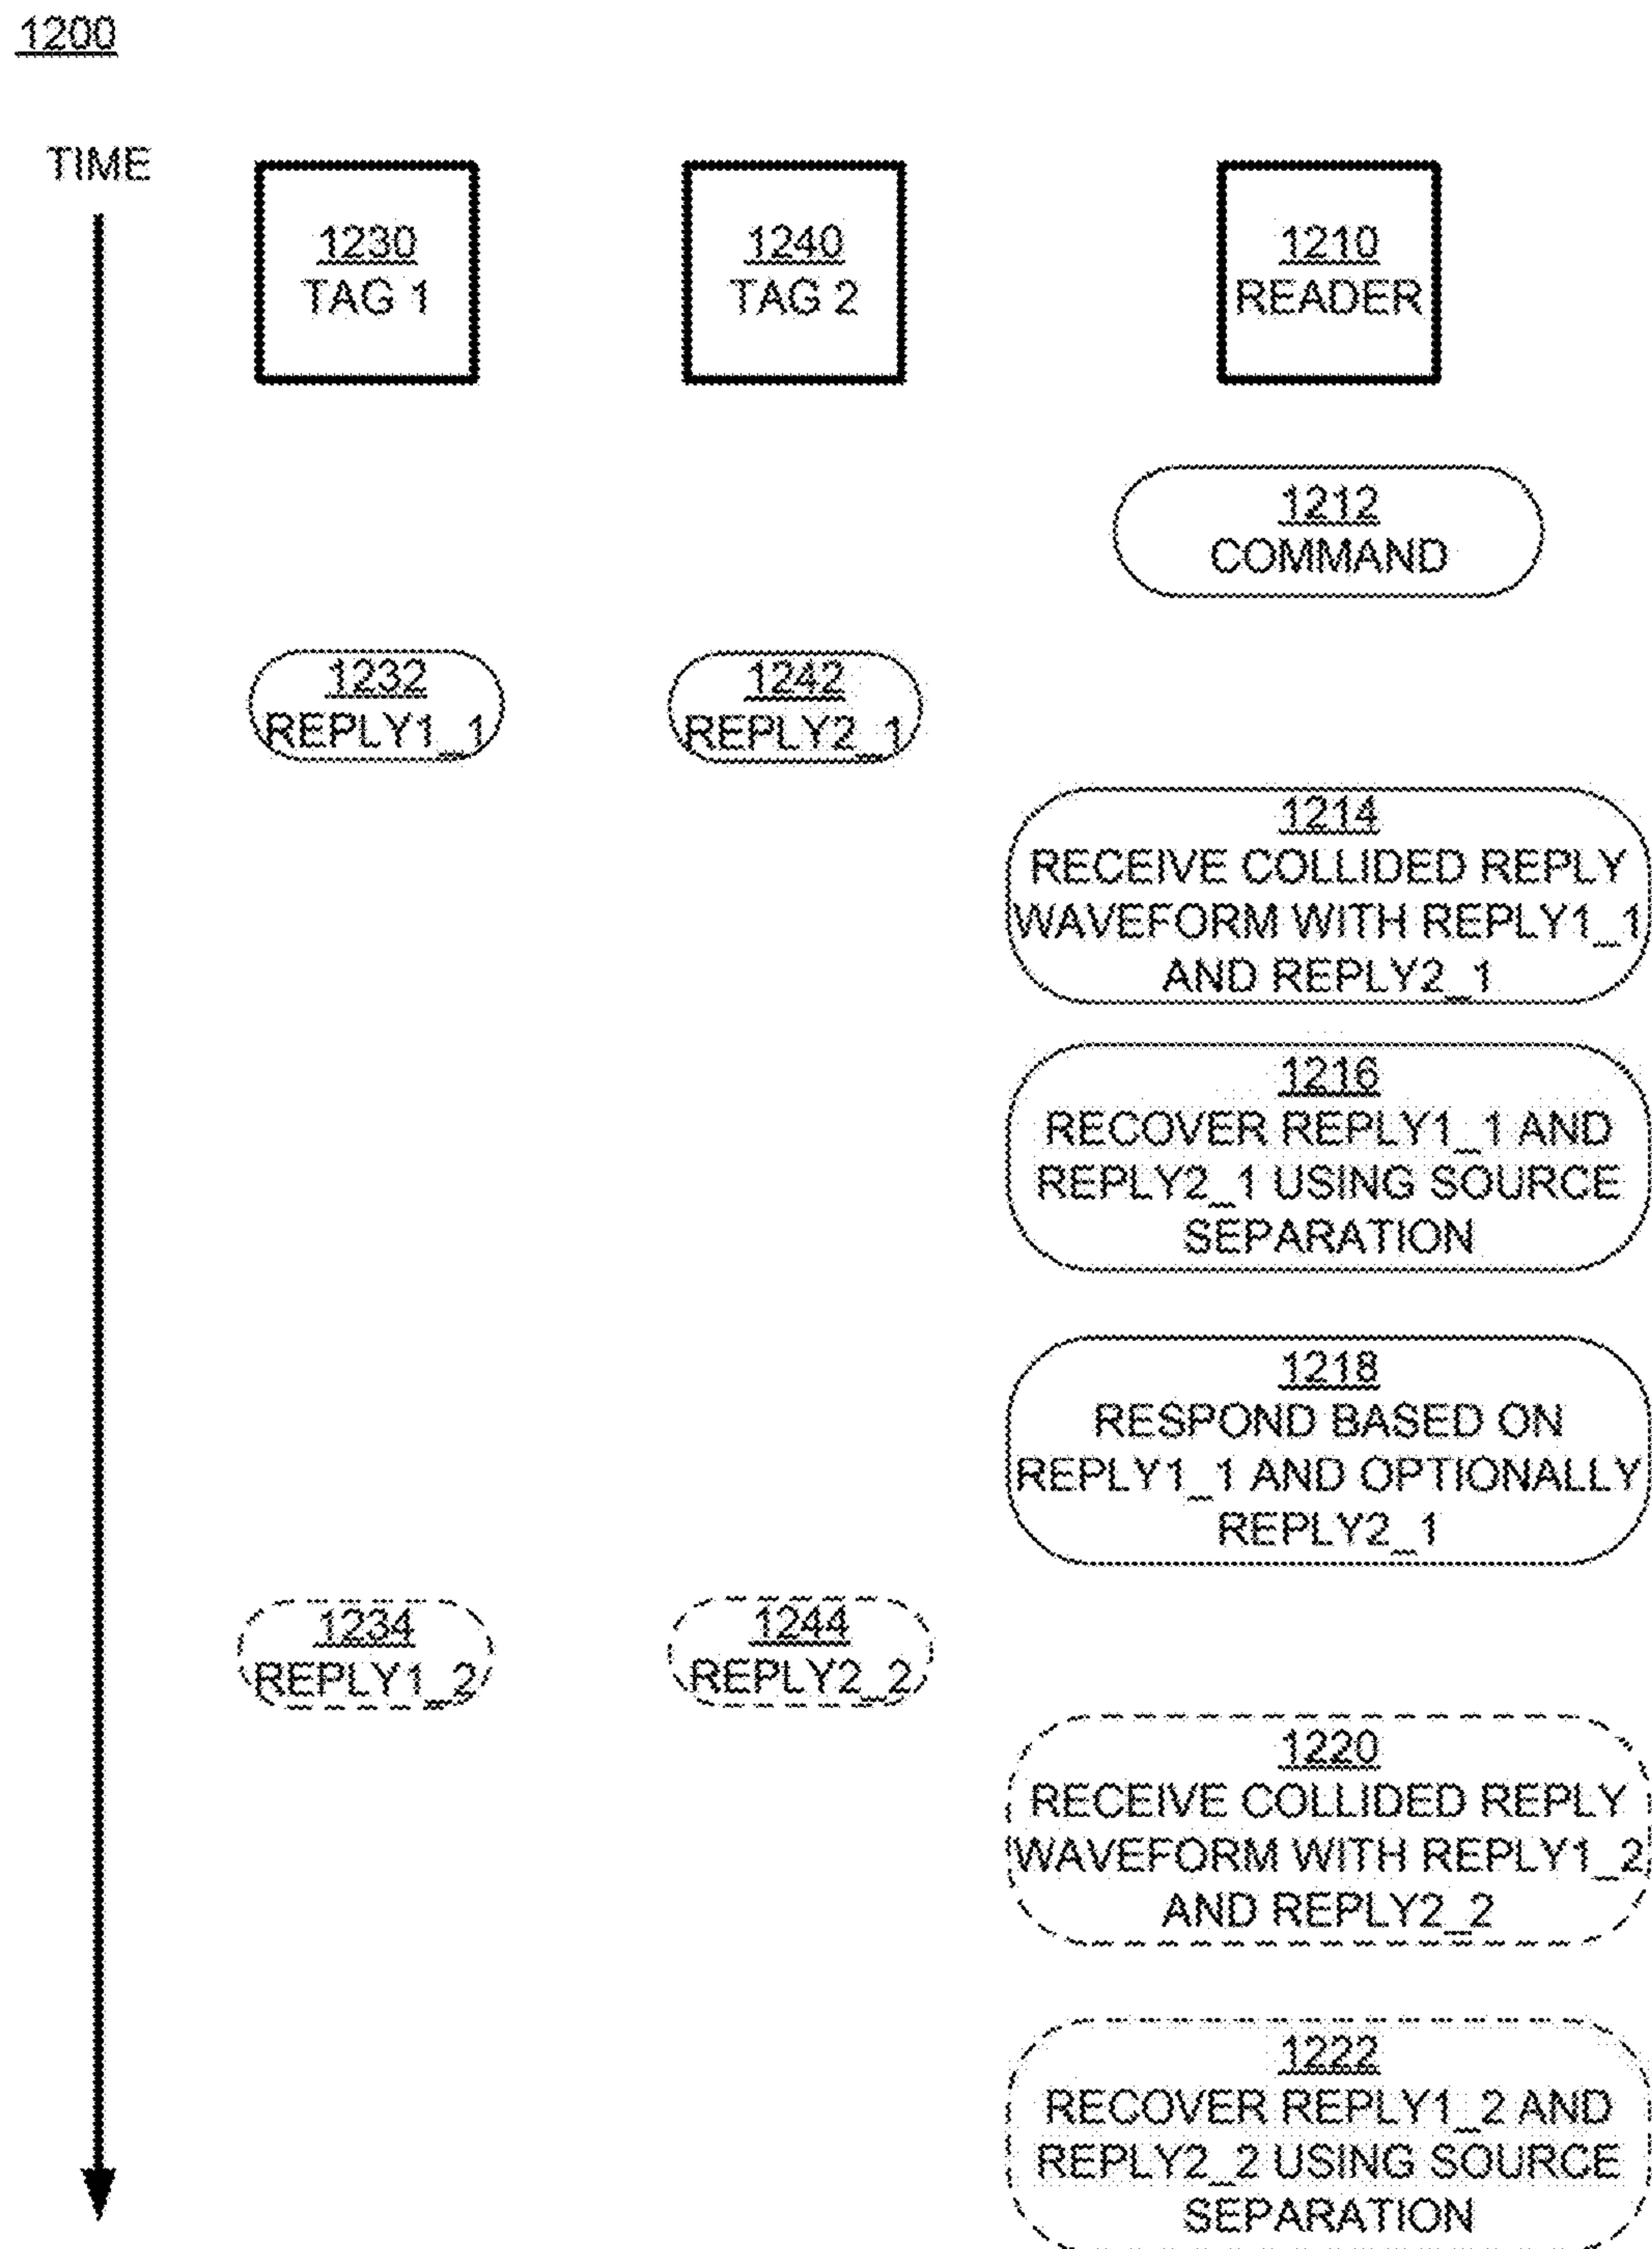 1200
TIME
1230
TAG 1
1240
TAG 2
1210
READER
1212
COMMAND
1232
REPLY1_1
1242
REPLY2_1
1214
RECEIVE COLLIDED REPLY
WAVEFORM WITH REPLY1_1
AND REPLY2_1
1216
RECOVER REPLY1_1 AND
REPLY2_1 USING SOURCE
SEPARATION
1218
RESPOND BASED ON
REPLY1_1 AND OPTIONALLY
REPLY2_1
1234
REPLY1_2
1244
REPLY2_2
1220
RECEIVE COLLIDED REPLY
WAVEFORM WITH REPLY1_2
AND REPLY2_2
1222
RECOVER REPLY1_2 AND
REPLY2_2 USING SOURCE
SEPARATION